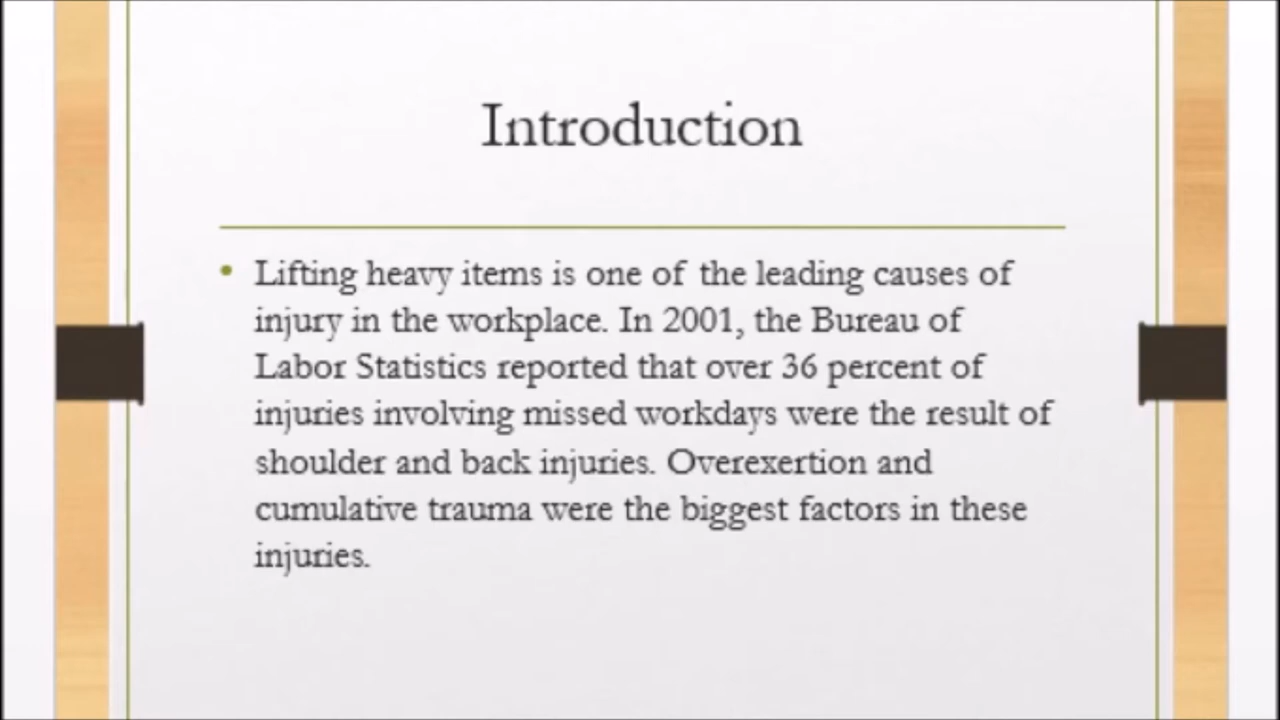 Introduction
• Lifting heavy items is one of the leading causes of
injury in the workplace. In 2001, the Bureau of
Labor Statistics reported that over 36 percent of
injuries involving missed workdays were the result of
shoulder and back injuries. Overexertion and
cumulative trauma were the biggest factors in these
injuries.